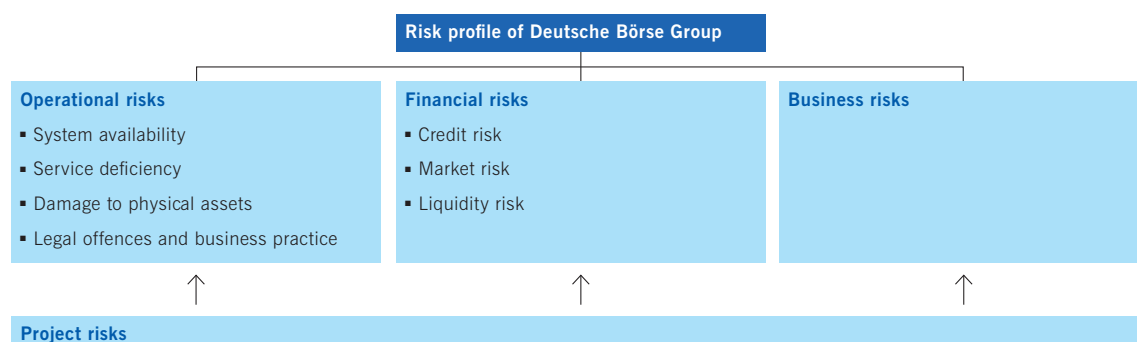 Risk profile of Deutsche Börse Group
Operational risks
▪ System availability
▪ Service deficiency
▪ Damage to physical assets
▪ Legal offences and business practice
Financial risks
▪ Credit risk
▪ Market risk
▪ Liquidity risk
Business risks
Project risks